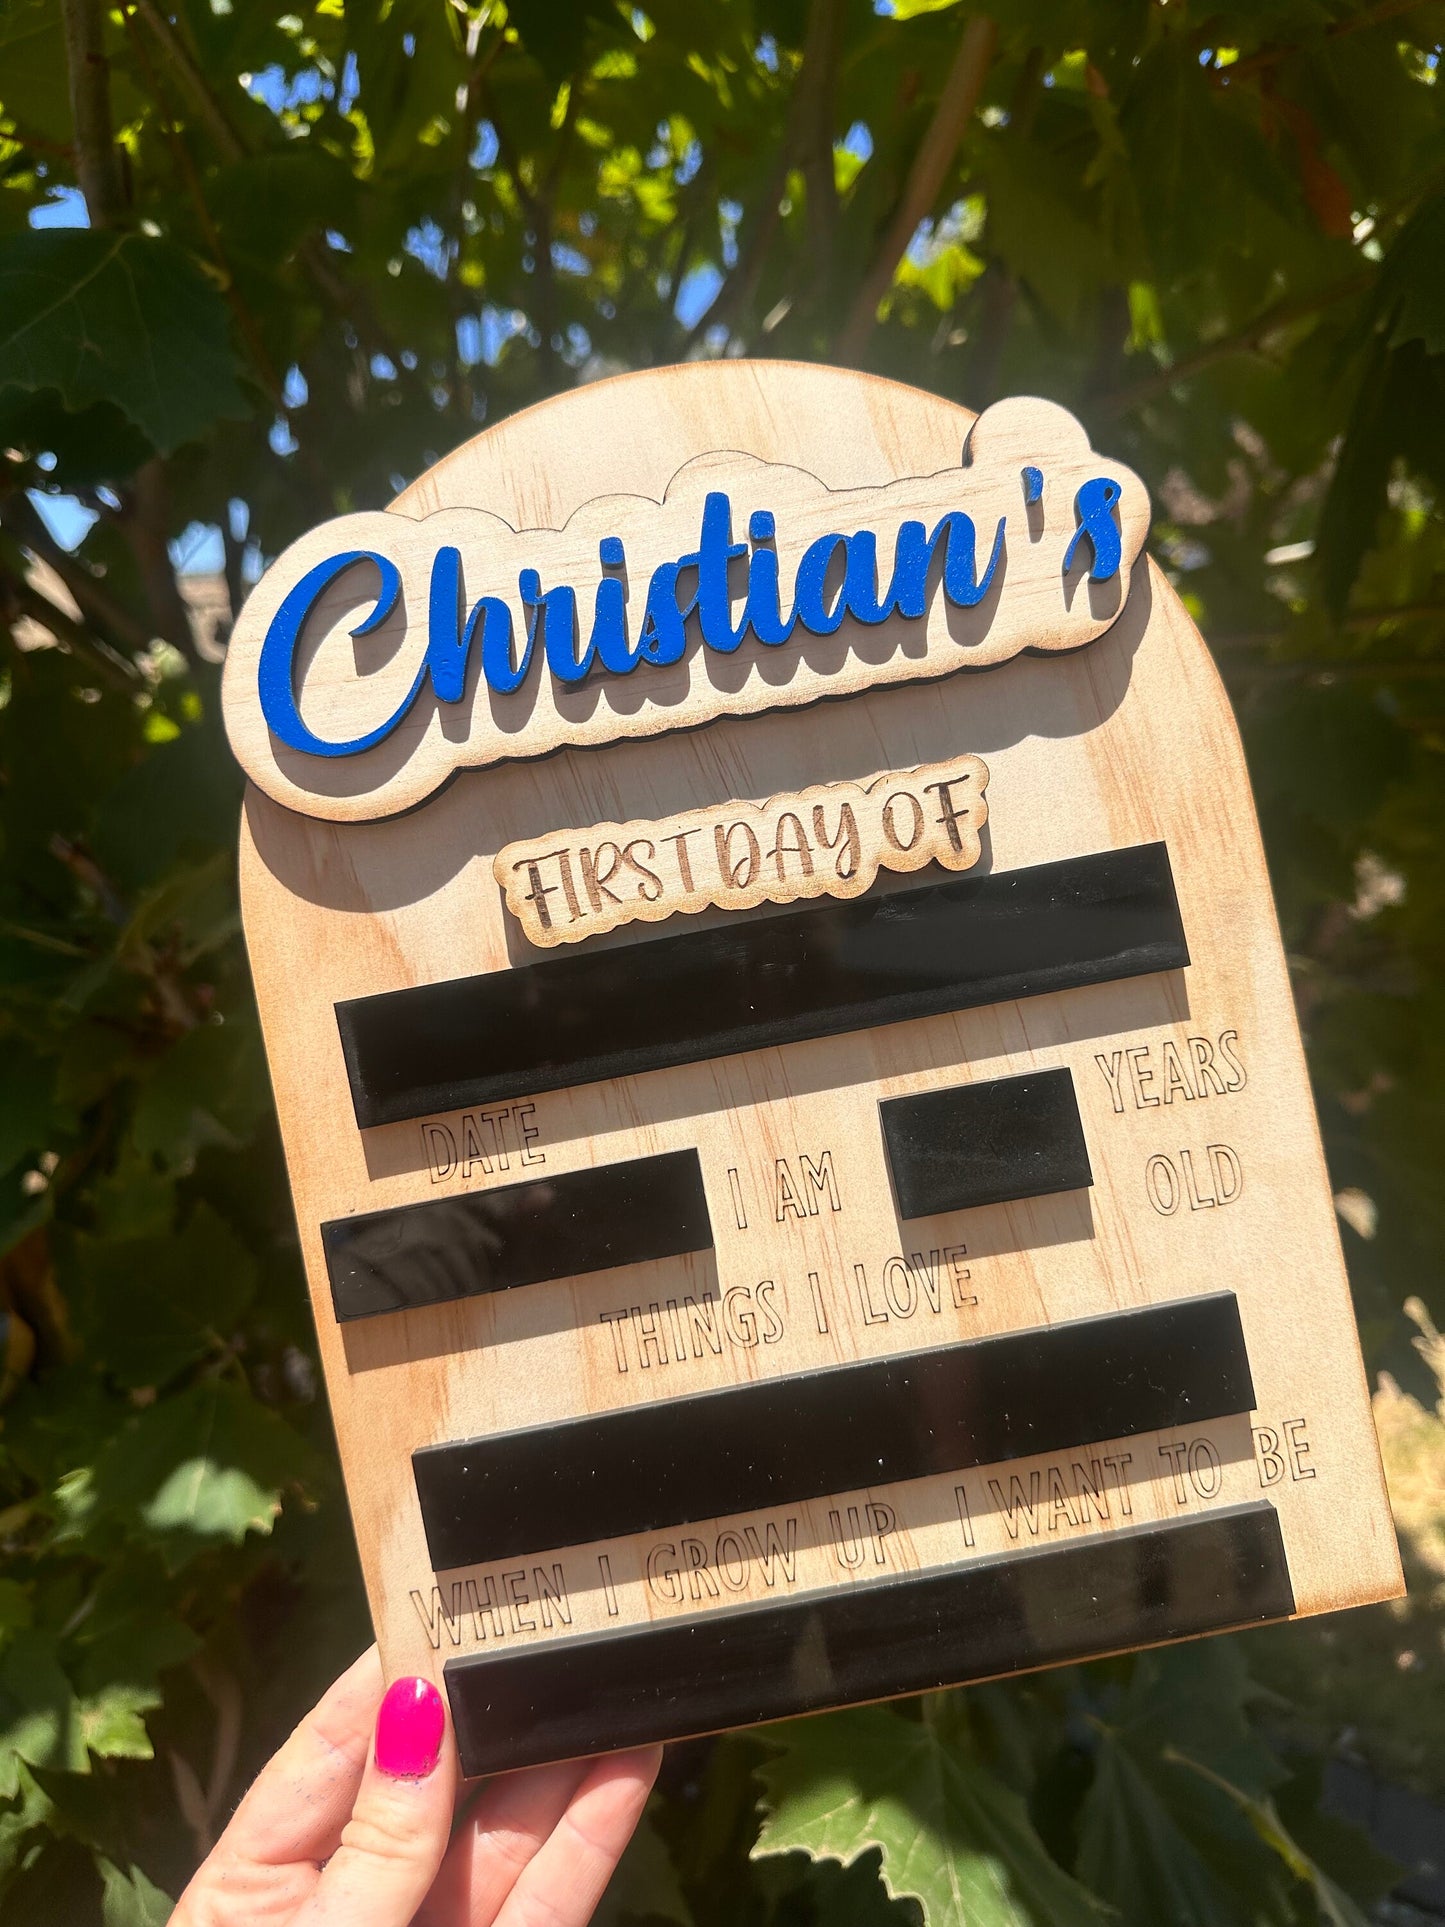 Christian's
FIRST DAY OF
DATE
I AM
YEARS
OLD
THINGS I LOVE
WHEN I GROW UP I WANT TO BE